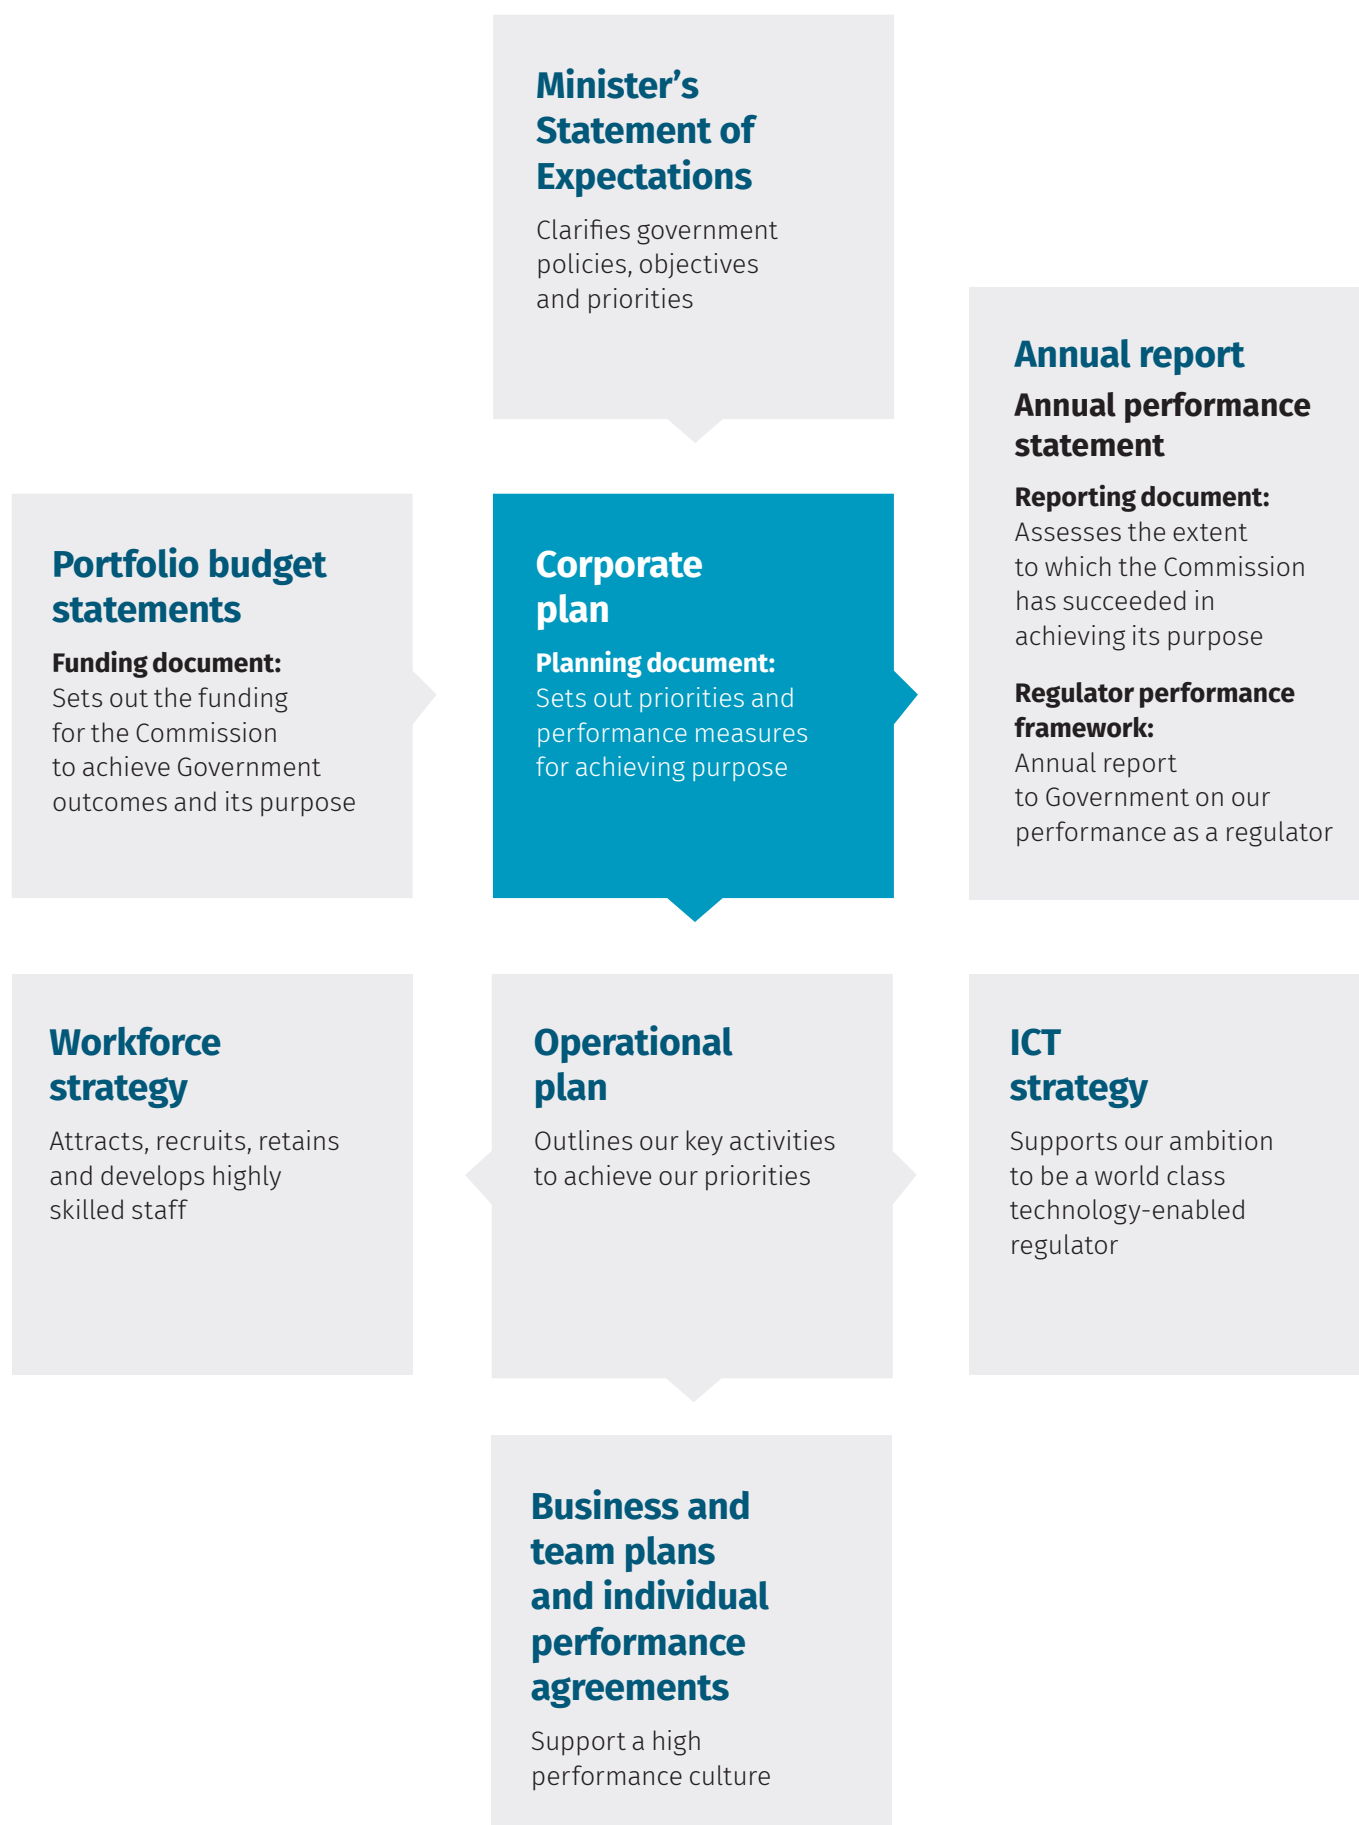 Minister’s
Statement of
Expectations
Clarifies government
policies, objectives
and priorities
Portfolio budget
statements
Funding document:
Sets out the funding
for the Commission
to achieve Government
outcomes and its purpose
Corporate
plan
Planning document:
Sets out priorities and
performance measures
for achieving purpose
Annual report
Annual performance
statement
Reporting document:
Assesses the extent
to which the Commission
has succeeded in
achieving its purpose
Regulator performance
framework:
Annual report
to Government on our
performance as a regulator
Workforce
strategy
Attracts, recruits, retains
and develops highly
skilled staff
Operational
plan
Outlines our key activities
to achieve our priorities
ICT
strategy
Supports our ambition
to be a world class
technology-enabled
regulator
Business and
team plans
and individual
performance
agreements
Support a high
performance culture